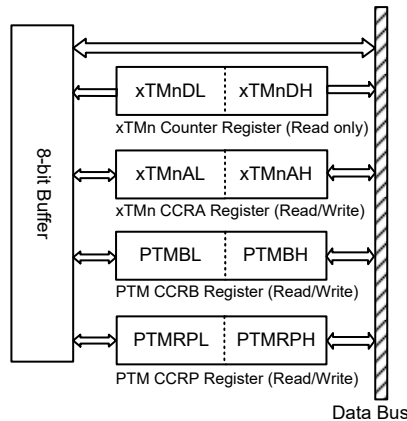 8-bit Buffer
xTMnDL xTMnDH
xTMn Counter Register (Read only)
xTMnAL xTMnAH
xTMn CCRA Register (Read/Write)
PTMBL PTMBH
PTM CCRB Register (Read/Write)
PTMRPL PTMRPH
PTM CCRP Register (Read/Write)
Data Bus